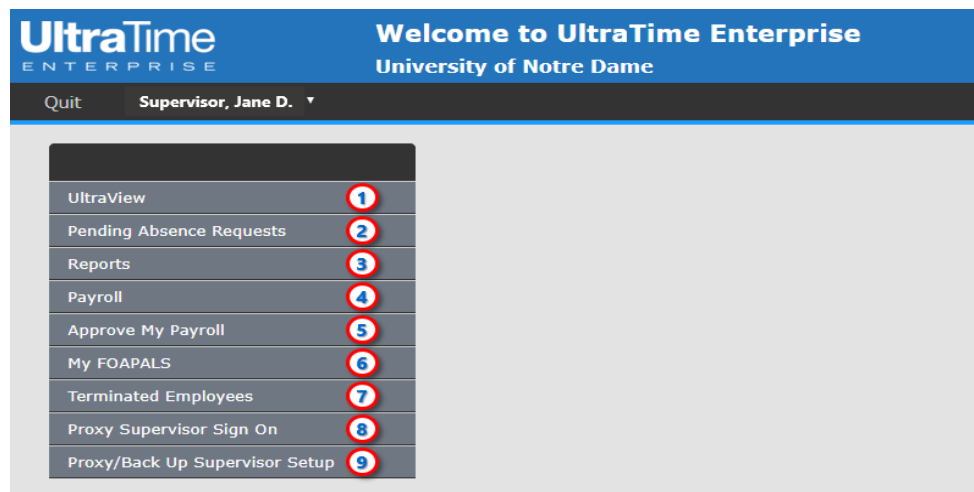 UltraTime
ENTERPRISE
Welcome to UltraTime Enterprise
University of Notre Dame
Quit Supervisor, Jane D.
UltraView 1
Pending Absence Requests 2
Reports 3
Payroll 4
Approve My Payroll 5
My FOAPALS 6
Terminated Employees 7
Proxy Supervisor Sign On 8
Proxy/Back Up Supervisor Setup 9